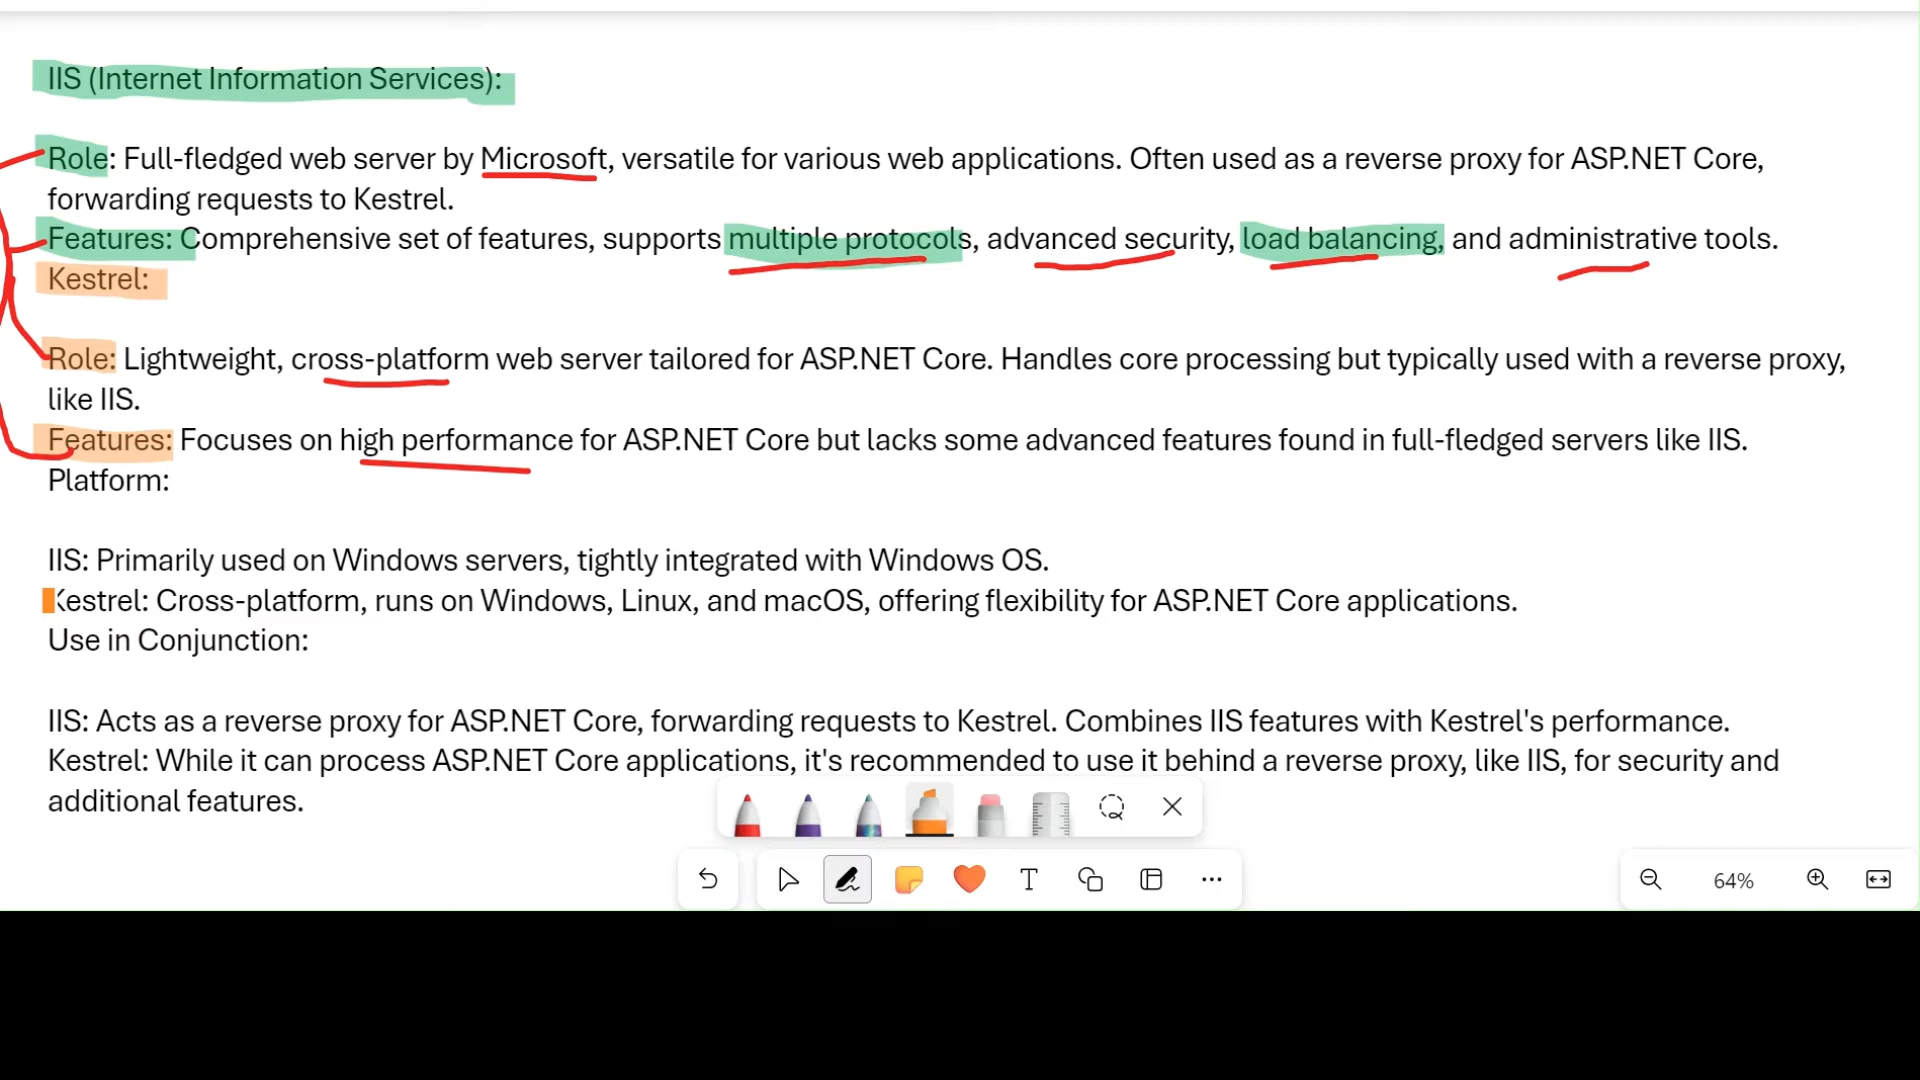 IIS (Internet Information Services):
Role: Full-fledged web server by Microsoft, versatile for various web applications. Often used as a reverse proxy for ASP.NET Core,
forwarding requests to Kestrel.
Features: Comprehensive set of features, supports multiple protocols, advanced security, load balancing, and administrative tools.
Kestrel:
Role: Lightweight, cross-platform web server tailored for ASP.NET Core. Handles core processing but typically used with a reverse proxy,
like IIS.
Features: Focuses on high performance for ASP.NET Core but lacks some advanced features found in full-fledged servers like IIS.
Platform:
IIS: Primarily used on Windows servers, tightly integrated with Windows OS.
Kestrel: Cross-platform, runs on Windows, Linux, and macOS, offering flexibility for ASP.NET Core applications.
Use in Conjunction:
IIS: Acts as a reverse proxy for ASP.NET Core, forwarding requests to Kestrel. Combines IIS features with Kestrel's performance.
Kestrel: While it can process ASP.NET Core applications, it's recommended to use it behind a reverse proxy, like IIS, for security and
additional features.
64%